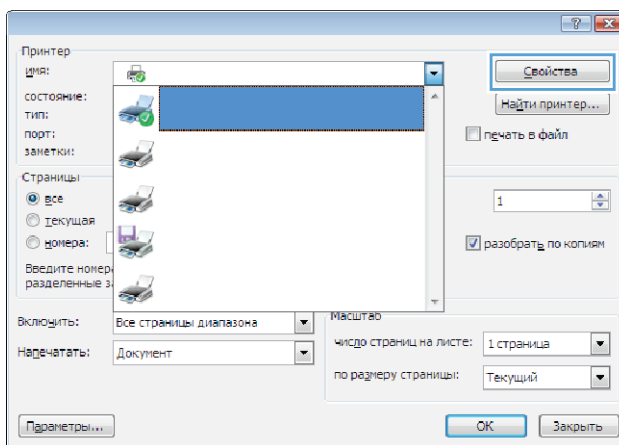 Принтер
имя:
Свойства
состояние:
Найти принтер...
тип:
порт:
печать в файл
заметки:
Страницы
все
1
текущая
номера:
разобрать по копиям
Введите
разделенные
Включить:
Все страницы диапазона
Масштаб
число страниц на листе:
1 страница
Напечатать:
Документ
по размеру страницы:
Текущий
Параметры...
ОК
Закрыть